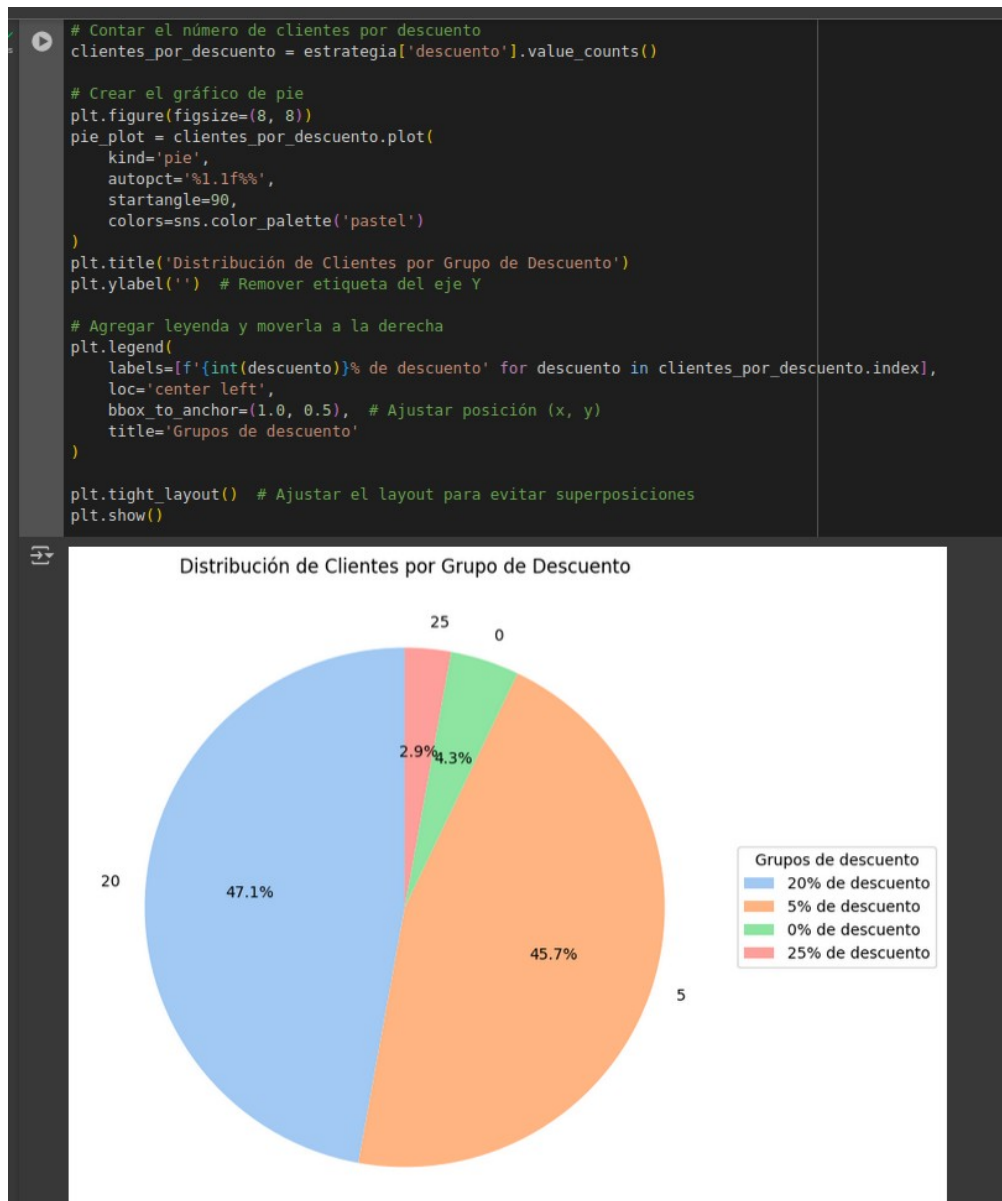 # Contar el número de clientes por descuento
clientes_por_descuento = estrategia['descuento'].value_counts()
# Crear el gráfico de pie
plt.figure(figsize=(8, 8))
pie_plot = clientes_por_descuento.plot(
    kind='pie',
    autopct='%1.1f%%',
    startangle=90,
    colors=sns.color_palette('pastel')
)
plt.title('Distribución de Clientes por Grupo de Descuento')
plt.ylabel('')  # Remover etiqueta del eje Y
# Agregar leyenda y moverla a la derecha
plt.legend(
    labels=[f'{int(descuento)}% de descuento' for descuento in clientes_por_descuento.index],
    loc='center left',
    bbox_to_anchor=(1.0, 0.5),  # Ajustar posición (x, y)
    title='Grupos de descuento'
)
plt.tight_layout()  # Ajustar el layout para evitar superposiciones
plt.show()
Distribución de Clientes por Grupo de Descuento
25
0
2.9%
4.3%
20
47.1%
45.7%
5
Grupos de descuento
20% de descuento
5% de descuento
0% de descuento
25% de descuento